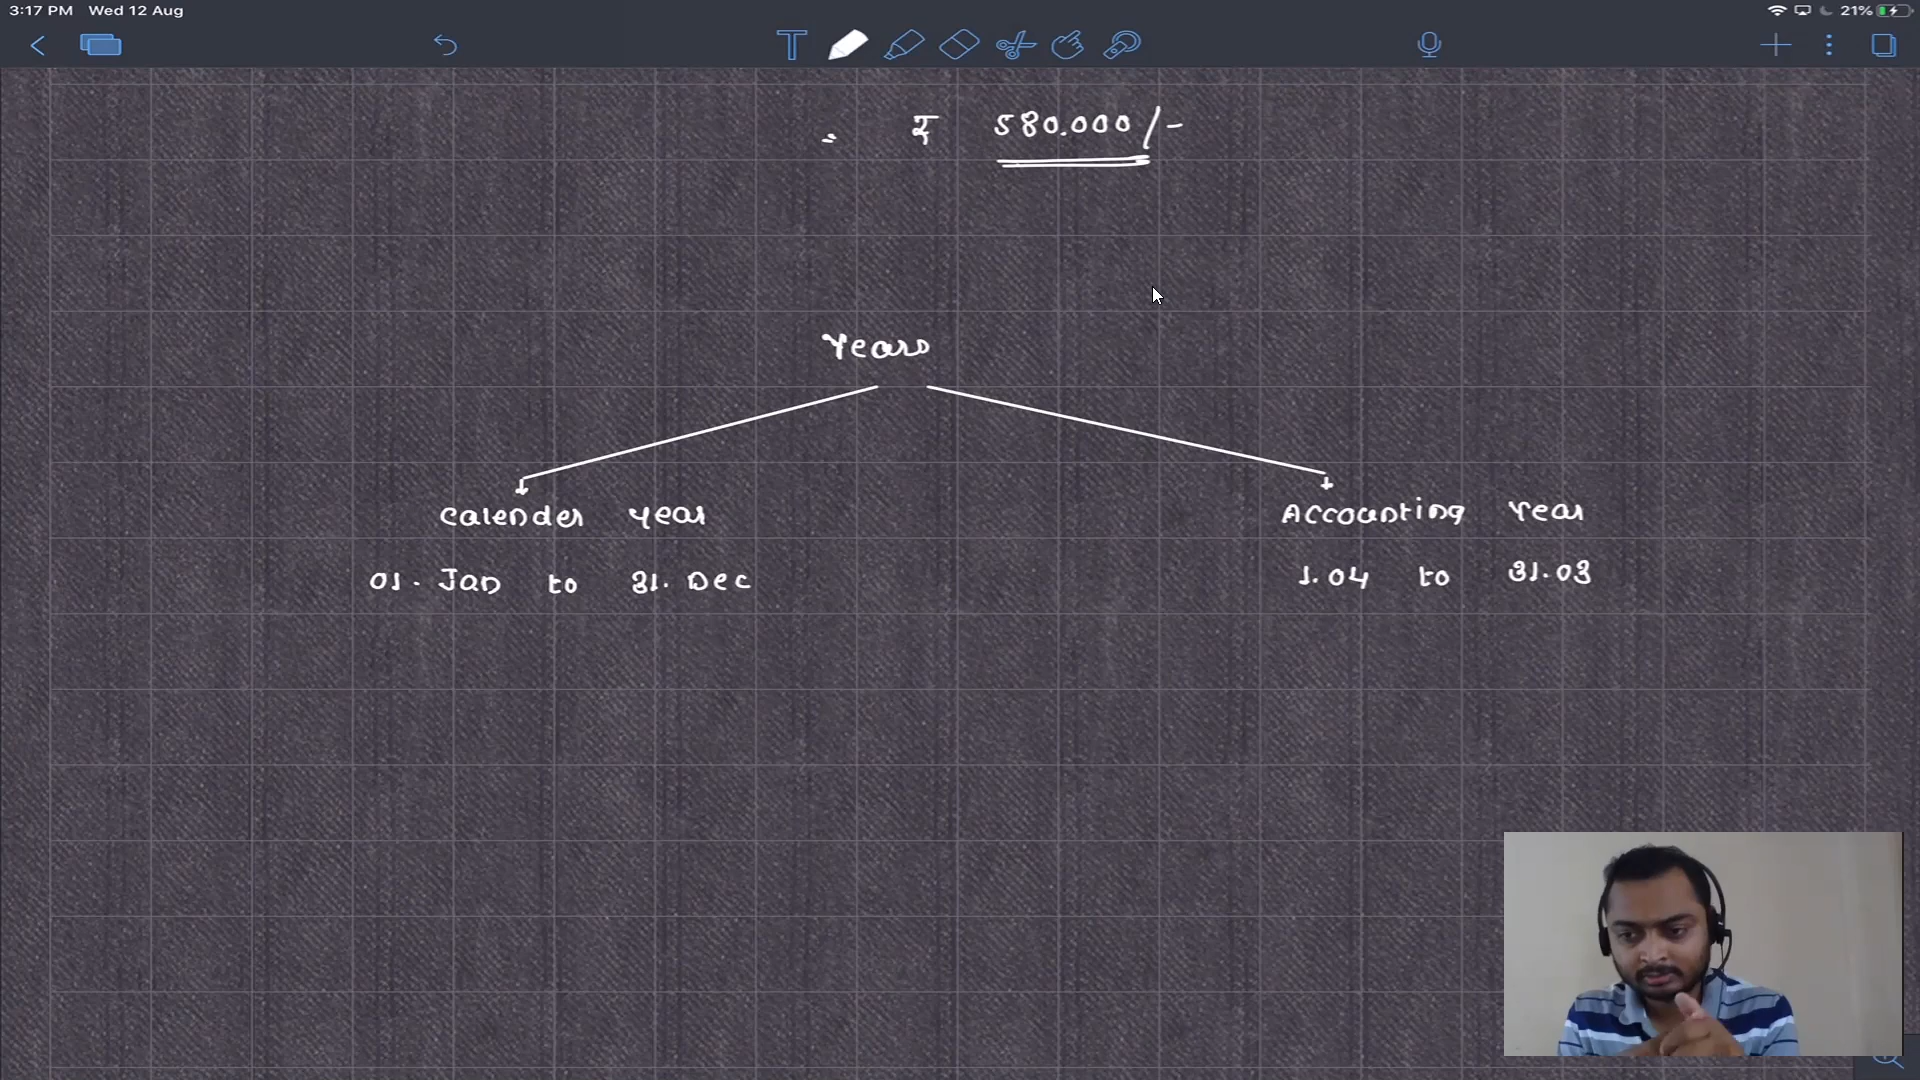 3:17 PM Wed 12 Aug
21%
= ₹ 580.000/-
Years
Calender year
Accounting Year
01. Jan to 31. Dec
1.04 to 31.03